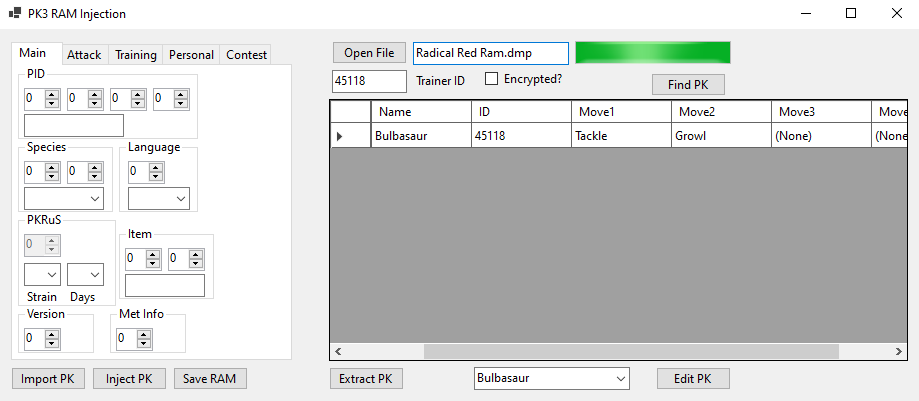 PK3 RAM Injection
Main Attack Training Personal Contest
PID
0 0 0 0
Species Language
0 0 0
PKRuS
0
Strain Days
Item
0 0
Version Met Info
0 0
Import PK Inject PK Save RAM
Open File Radical Red Ram.dmp
45118 Trainer ID Encrypted?
Find PK
Name ID Move1 Move2 Move3 Move
Bulbasaur 45118 Tackle Growl (None) (None
Extract PK Bulbasaur Edit PK